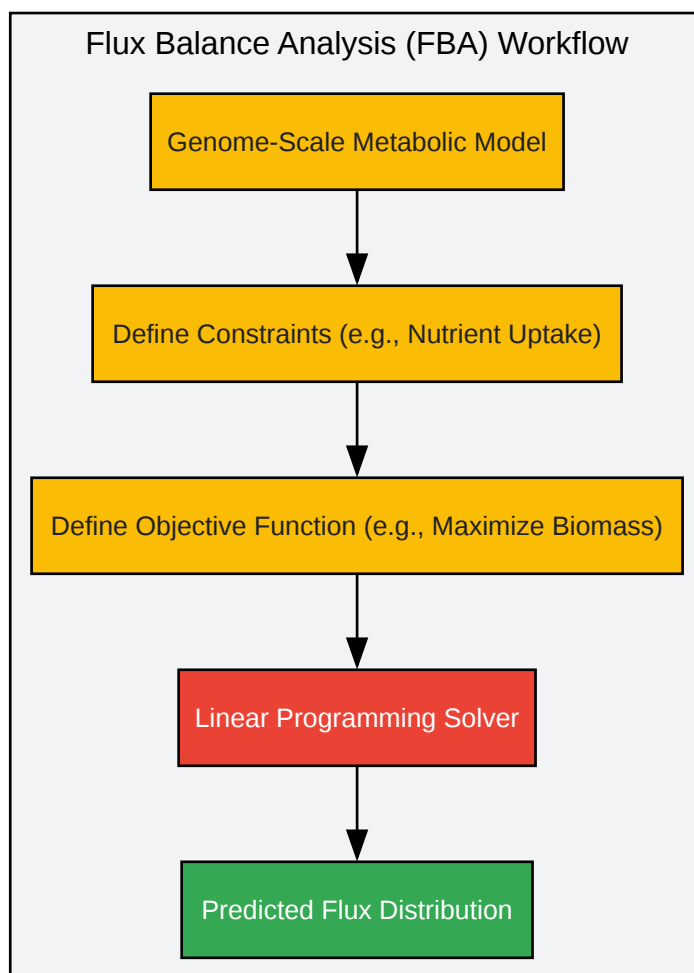 Flux Balance Analysis (FBA) Workflow
Genome-Scale Metabolic Model
Define Constraints (e.g., Nutrient Uptake)
Define Objective Function (e.g., Maximize Biomass)
Linear Programming Solver
Predicted Flux Distribution